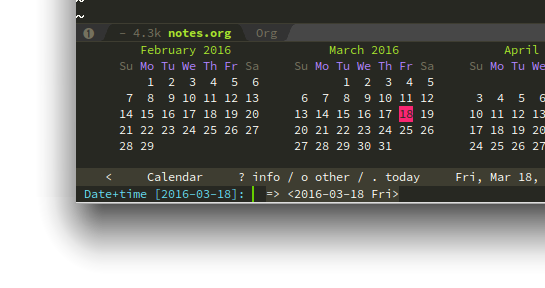 ~
~
❶ - 4.3k notes.org Org
February 2016 March 2016 April
Su Mo Tu We Th Fr Sa Su Mo Tu We Th Fr Sa Su Mo Tu We
1 2 3 4 5 6 1 2 3 4 5
7 8 9 10 11 12 13 6 7 8 9 10 11 12 3 4 5 6
14 15 16 17 18 19 20 13 14 15 16 17 18 19 10 11 12 13
21 22 23 24 25 26 27 20 21 22 23 24 25 26 17 18 19 20
28 29 27 28 29 30 31 24 25 26 27
< Calendar ? info / o other / . today Fri, Mar 18,
Date+time [2016-03-18]: => <2016-03-18 Fri>